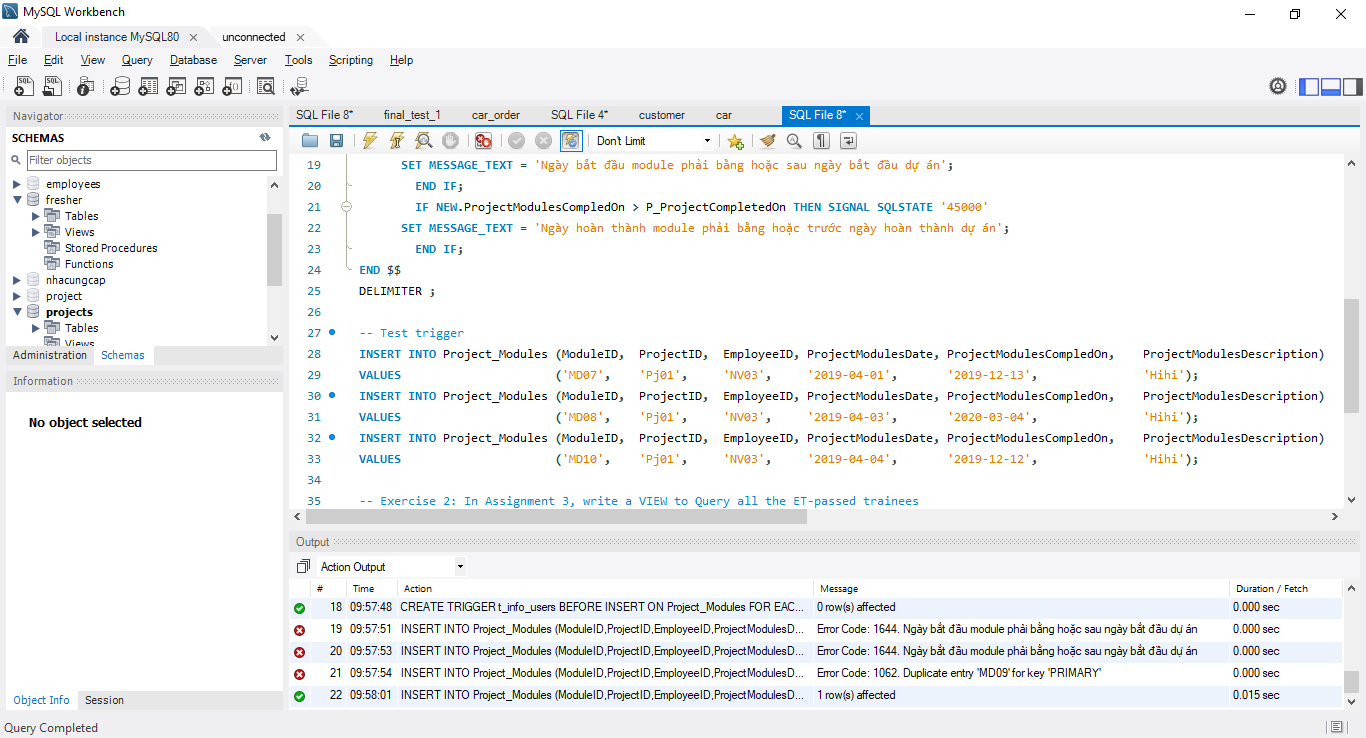 MySQL Workbench
Local instance MySQL80
unconnected
File Edit View Query Database Server Tools Scripting Help
Navigator
SCHEMAS
Filter objects
employees
fresher
Tables
Views
Stored Procedures
Functions
nhacungcap
project
projects
Tables
Views
Administration Schemas
Information
No object selected
Object Info Session
SQL File 8* final_test_1 car_order SQL File 4* customer car SQL File 8*
Don't Limit
19 SET MESSAGE_TEXT = 'Ngày bắt đầu module phải bằng hoặc sau ngày bắt đầu dự án';
20 END IF;
21 IF NEW.ProjectModulesCompledOn > P_ProjectCompletedOn THEN SIGNAL SQLSTATE '45000'
22 SET MESSAGE_TEXT = 'Ngày hoàn thành module phải bằng hoặc trước ngày hoàn thành dự án';
23 END IF;
24 END $$
25 DELIMITER ;
26
27 -- Test trigger
28 INSERT INTO Project_Modules (ModuleID, ProjectID, EmployeeID, ProjectModulesDate, ProjectModulesCompledOn, ProjectModulesDescription)
29 VALUES ('MD07', 'Pj01', 'NV03', '2019-04-01', '2019-12-13', 'Hihi');
30 INSERT INTO Project_Modules (ModuleID, ProjectID, EmployeeID, ProjectModulesDate, ProjectModulesCompledOn, ProjectModulesDescription)
31 VALUES ('MD08', 'Pj01', 'NV03', '2019-04-03', '2020-03-04', 'Hihi');
32 INSERT INTO Project_Modules (ModuleID, ProjectID, EmployeeID, ProjectModulesDate, ProjectModulesCompledOn, ProjectModulesDescription)
33 VALUES ('MD10', 'Pj01', 'NV03', '2019-04-04', '2019-12-12', 'Hihi');
34
35 -- Exercise 2: In Assignment 3, write a VIEW to Query all the ET-passed trainees
Output
Action Output
# Time Action Message Duration / Fetch
18 09:57:48 CREATE TRIGGER t_info_users BEFORE INSERT ON Project_Modules FOR EAC... 0 row(s) affected 0.000 sec
19 09:57:51 INSERT INTO Project_Modules (ModuleID,ProjectID,EmployeeID,ProjectModulesD... Error Code: 1644. Ngày bắt đầu module phải bằng hoặc sau ngày bắt đầu dự án 0.000 sec
20 09:57:53 INSERT INTO Project_Modules (ModuleID,ProjectID,EmployeeID,ProjectModulesD... Error Code: 1644. Ngày bắt đầu module phải bằng hoặc sau ngày bắt đầu dự án 0.000 sec
21 09:57:54 INSERT INTO Project_Modules (ModuleID,ProjectID,EmployeeID,ProjectModulesD... Error Code: 1062. Duplicate entry 'MD09' for key 'PRIMARY' 0.000 sec
22 09:58:01 INSERT INTO Project_Modules (ModuleID,ProjectID,EmployeeID,ProjectModulesD... 1 row(s) affected 0.015 sec
Query Completed